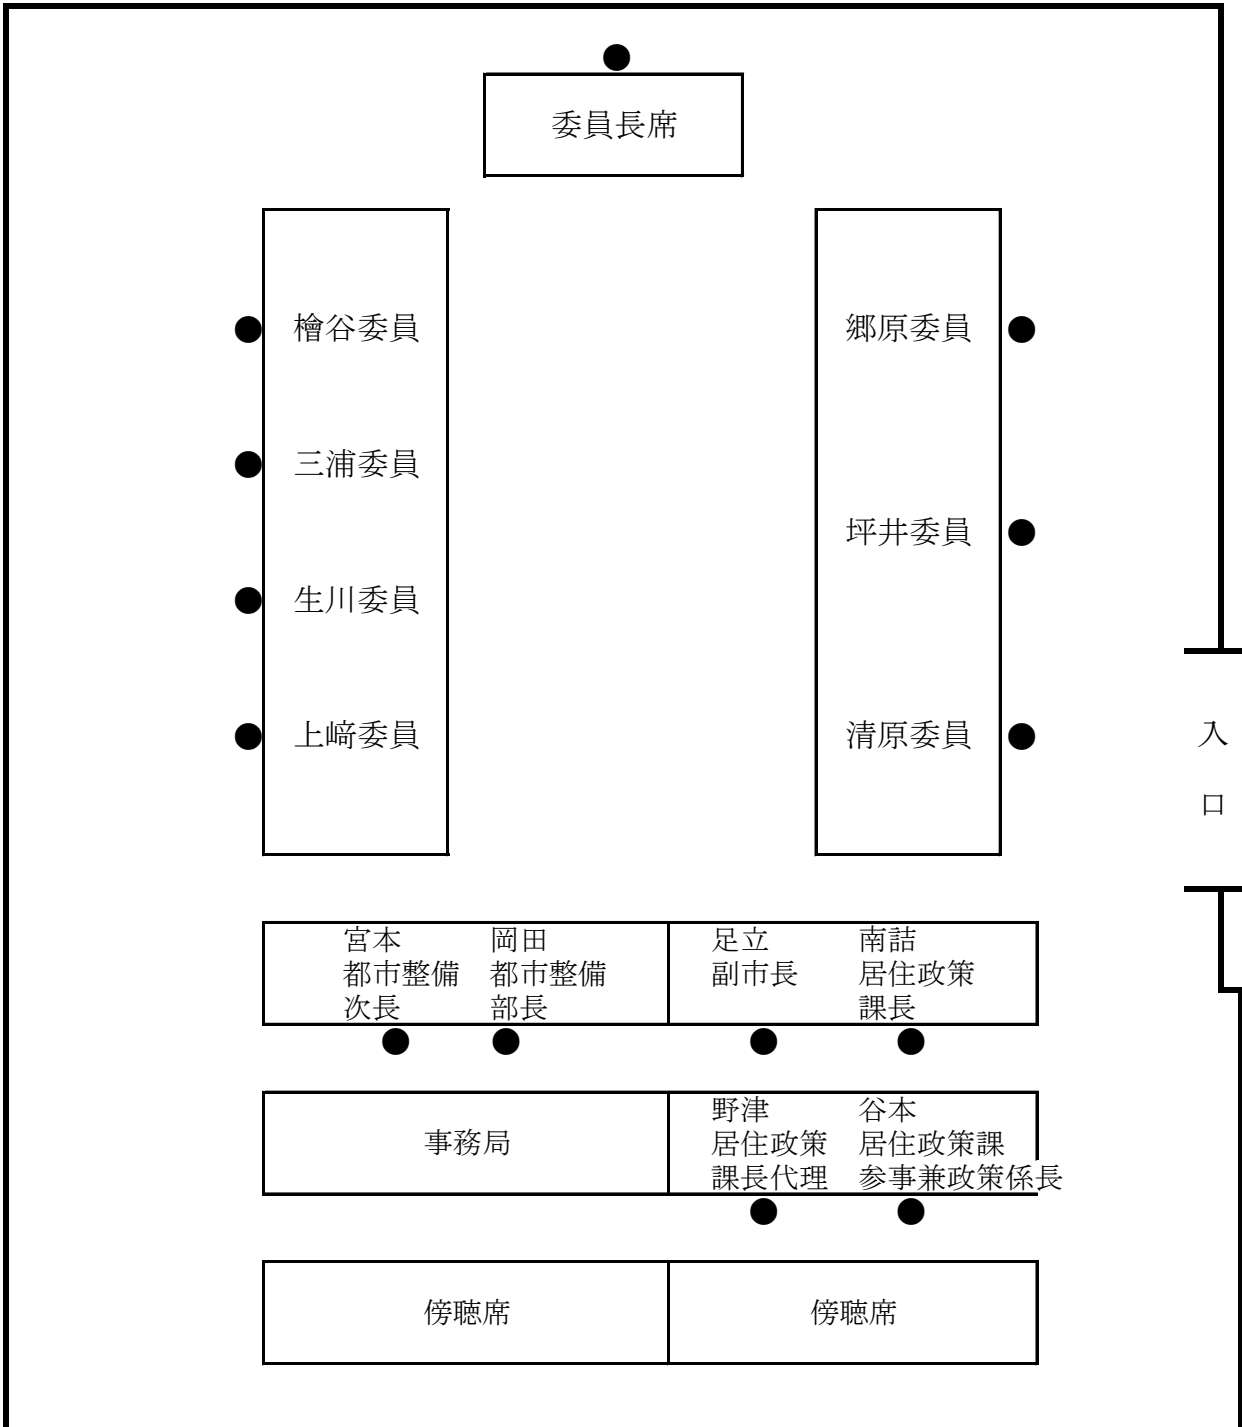 委員長席
檜谷委員
三浦委員
生川委員
上﨑委員
郷原委員
坪井委員
清原委員
入
口
宮本
都市整備
次長
岡田
都市整備
部長
足立
副市長
南詰
居住政策
課長
事務局
野津
居住政策
課長代理
谷本
居住政策課
参事兼政策係長
傍聴席
傍聴席